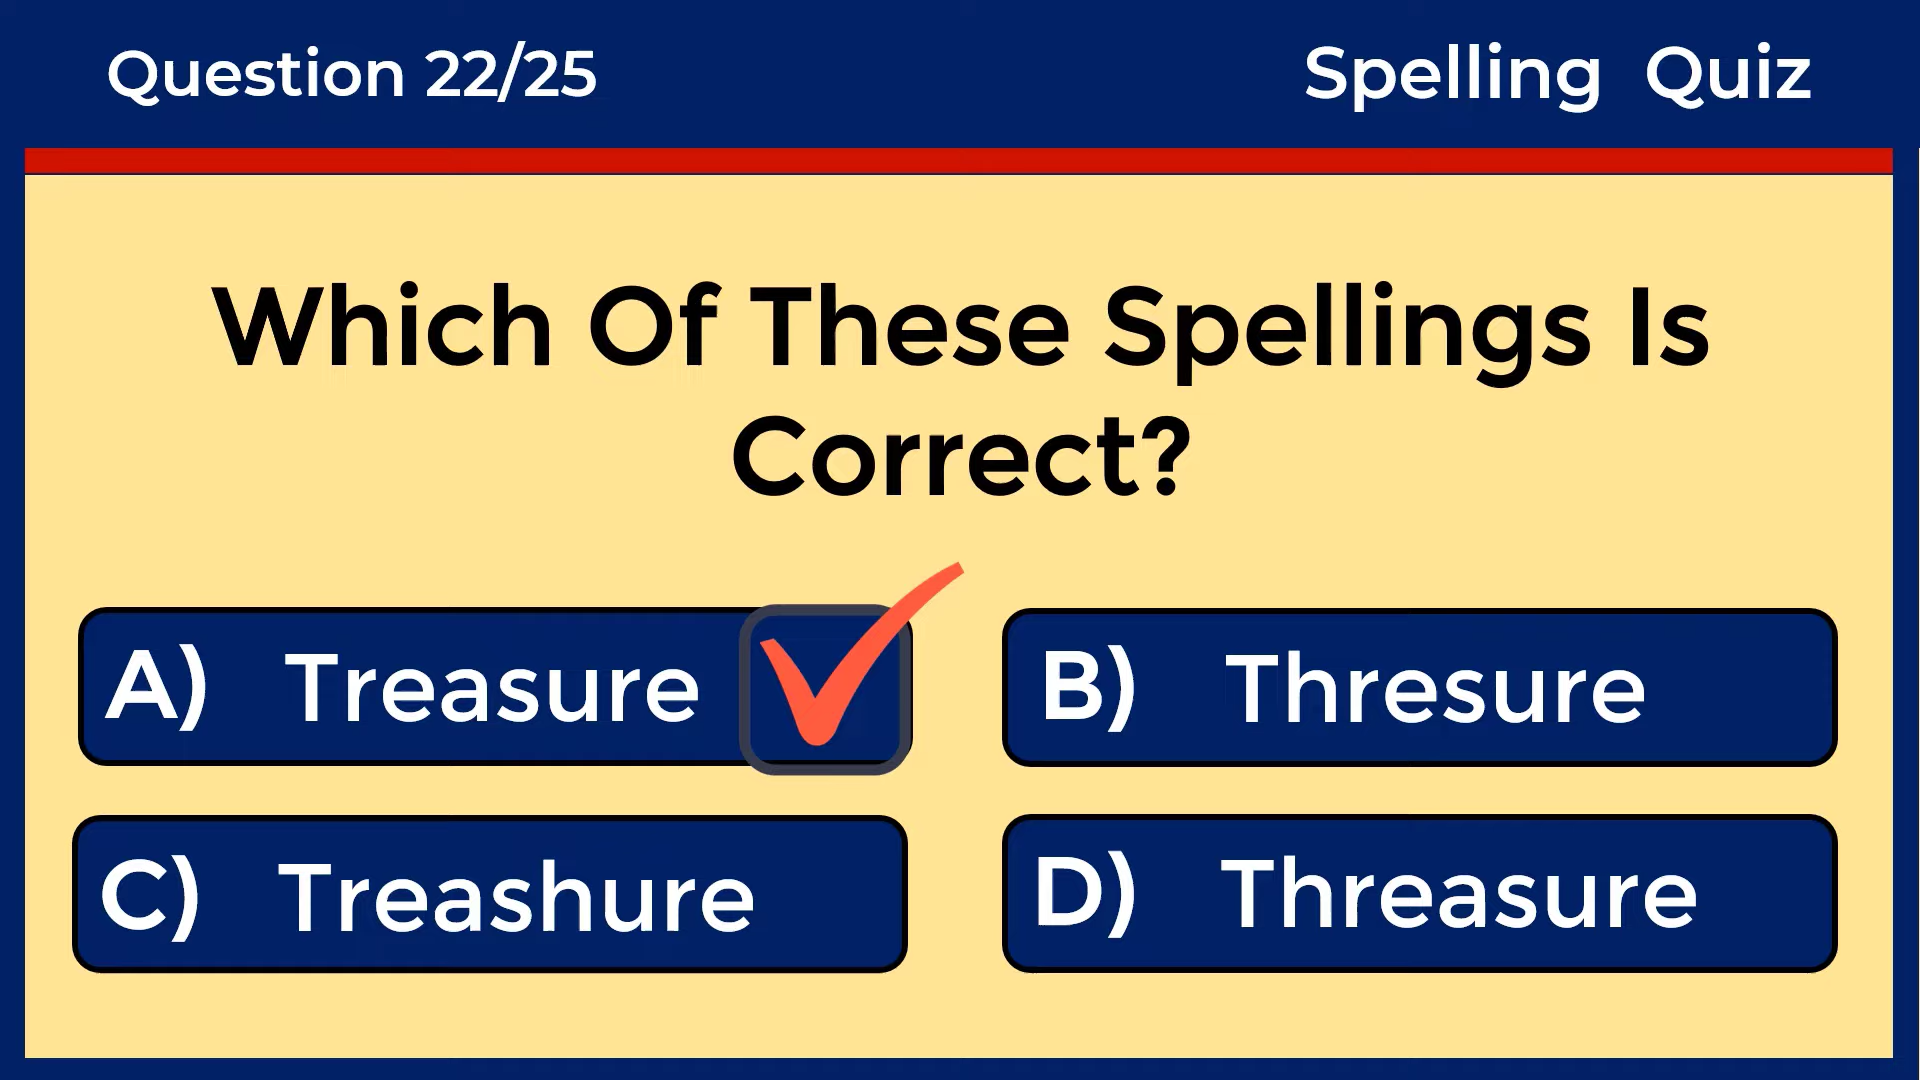 Question 22/25
Spelling Quiz
Which Of These Spellings Is
Correct?
A) Treasure
B) Thresure
C) Treashure
D) Threasure